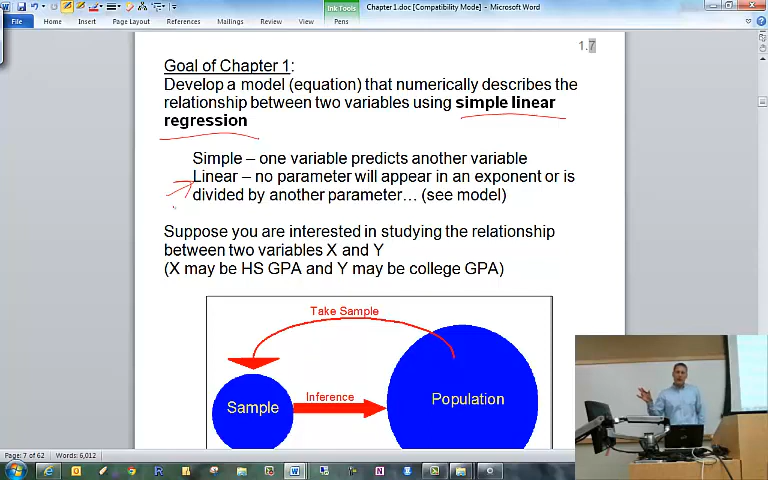 Chapter 1.doc [Compatibility Mode] - Microsoft Word
Ink Tools
File Home Insert Page Layout References Mailings Review View Pens
1.7
Goal of Chapter 1:
Develop a model (equation) that numerically describes the
relationship between two variables using simple linear
regression
Simple – one variable predicts another variable
Linear – no parameter will appear in an exponent or is
divided by another parameter… (see model)
Suppose you are interested in studying the relationship
between two variables X and Y
(X may be HS GPA and Y may be college GPA)
Take Sample
Sample
Inference
Population
Page: 7 of 62 Words: 6,012